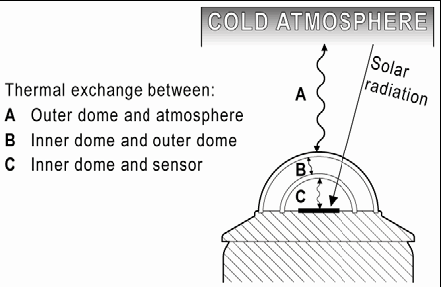 COLD ATMOSPHERE
Solar
radiation
Thermal exchange between:
A Outer dome and atmosphere
B Inner dome and outer dome
C Inner dome and sensor
A
B
C